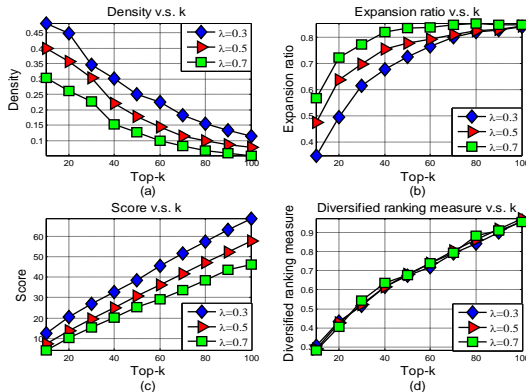 Density v.s. k
Density
0.45
0.4
0.35
0.3
0.25
0.2
0.15
0.1
λ=0.3
λ=0.5
λ=0.7
20 40 60 80 100
Top-k
(a)
Expansion ratio v.s. k
Expansion ratio
0.8
0.7
0.6
0.5
0.4
λ=0.3
λ=0.5
λ=0.7
20 40 60 80 100
Top-k
(b)
Score v.s. k
Score
60
50
40
30
20
10
λ=0.3
λ=0.5
λ=0.7
20 40 60 80 100
Top-k
(c)
Diversified ranking measure v.s. k
Diversified ranking measure
0.9
0.8
0.7
0.6
0.5
0.4
0.3
λ=0.3
λ=0.5
λ=0.7
20 40 60 80 100
Top-k
(d)